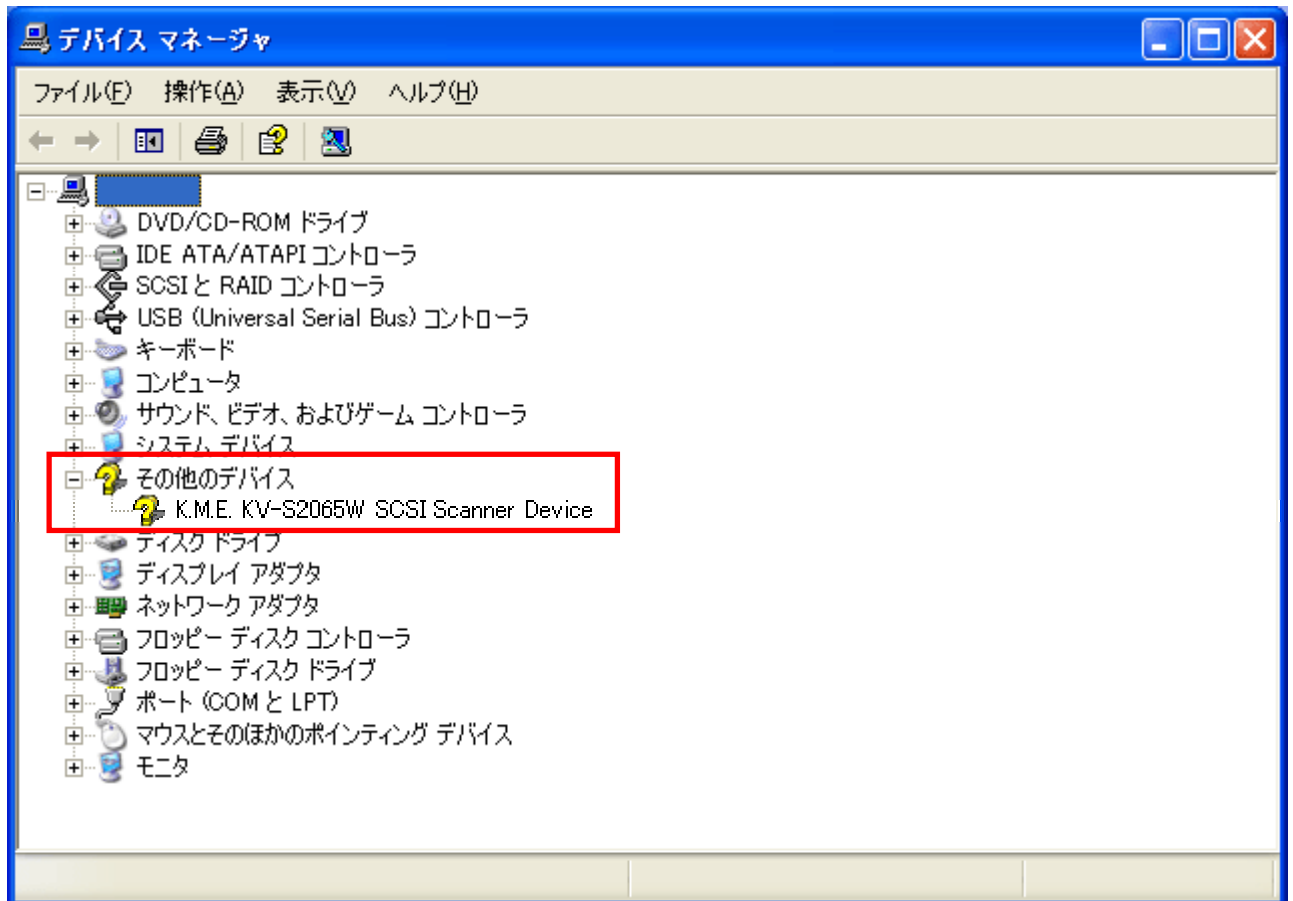 デバイス マネージャ
ファイル(F) 操作(A) 表示(V) ヘルプ(H)
DVD/CD-ROM ドライブ
IDE ATA/ATAPI コントローラ
SCSI と RAID コントローラ
USB (Universal Serial Bus) コントローラ
キーボード
コンピュータ
サウンド、ビデオ、およびゲーム コントローラ
システム デバイス
その他のデバイス
K.M.E. KV-S2065W SCSI Scanner Device
ディスク ドライブ
ディスプレイ アダプタ
ネットワーク アダプタ
フロッピー ディスク コントローラ
フロッピー ディスク ドライブ
ポート (COM と LPT)
マウスとそのほかのポインティング デバイス
モニタ